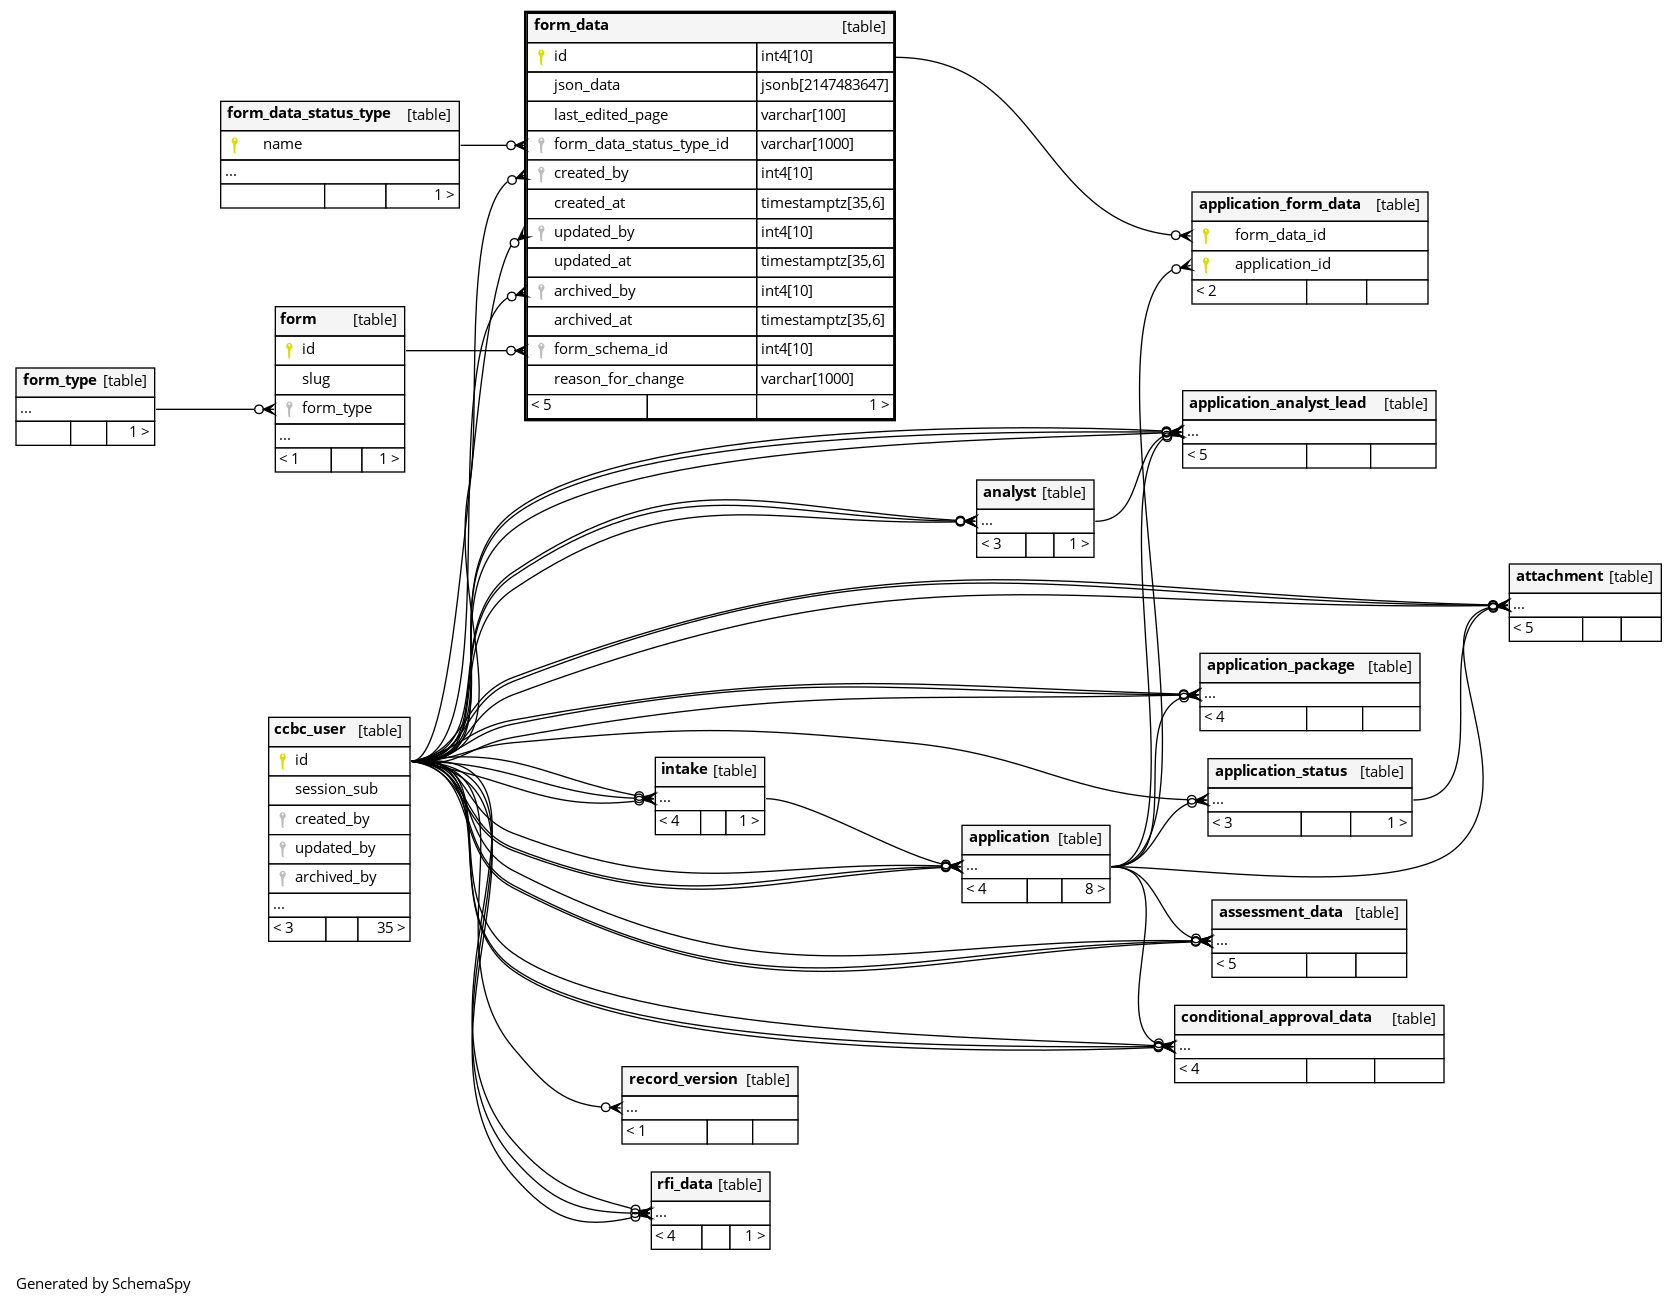 form_data [table]
id int4[10]
json_data jsonb[2147483647]
last_edited_page varchar[100]
form_data_status_type_id varchar[1000]
created_by int4[10]
created_at timestamptz[35,6]
updated_by int4[10]
updated_at timestamptz[35,6]
archived_by int4[10]
archived_at timestamptz[35,6]
form_schema_id int4[10]
reason_for_change varchar[1000]
< 5 1 >
form_data_status_type [table]
name
...
1 >
form [table]
id
slug
form_type
...
< 1 1 >
form_type [table]
...
1 >
application_form_data [table]
form_data_id
application_id
< 2
application_analyst_lead [table]
...
< 5
analyst [table]
...
< 3 1 >
attachment [table]
...
< 5
application_package [table]
...
< 4
ccbc_user [table]
id
session_sub
created_by
updated_by
archived_by
...
< 3 35 >
intake [table]
...
< 4 1 >
application_status [table]
...
< 3 1 >
application [table]
...
< 4 8 >
assessment_data [table]
...
< 5
conditional_approval_data [table]
...
< 4
record_version [table]
...
< 1
rfi_data [table]
...
< 4 1 >
Generated by SchemaSpy